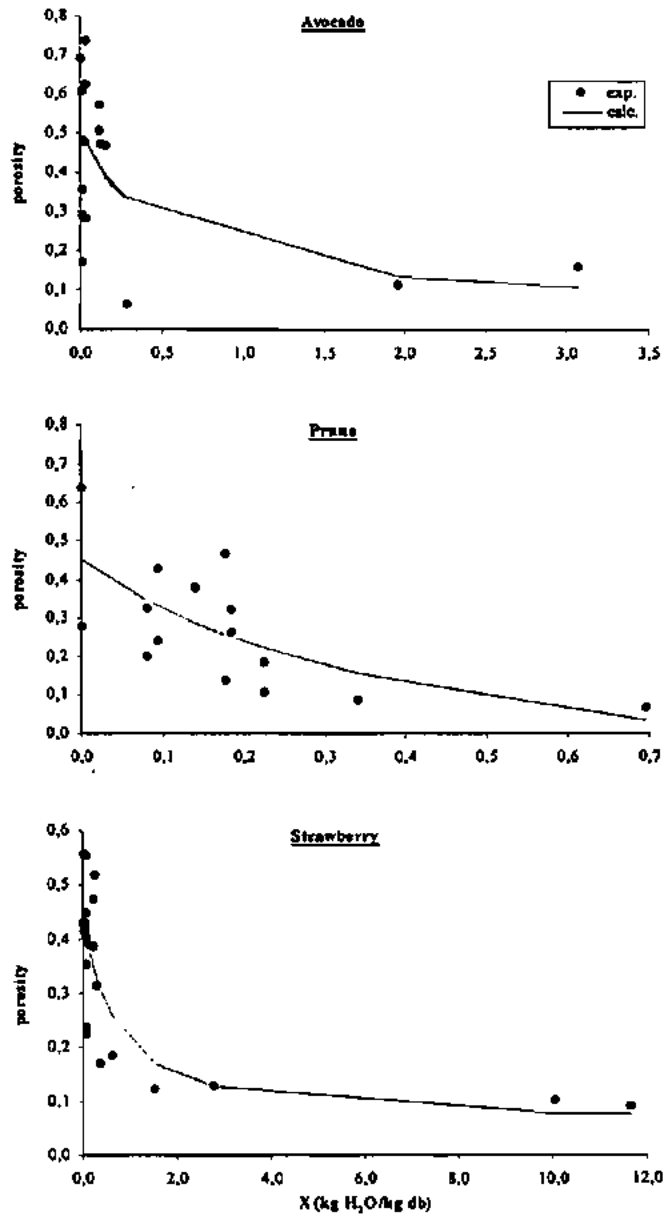 Avocado
0,8
0,7
0,6
0,5
0,4
0,3
0,2
0,1
0,0
porosity
exp.
calc.
0,0 0,5 1,0 1,5 2,0 2,5 3,0 3,5
Prune
0,8
0,7
0,6
0,5
0,4
0,3
0,2
0,1
0,0
porosity
0,0 0,1 0,2 0,3 0,4 0,5 0,6 0,7
Strawberry
0,6
0,5
0,4
0,3
0,2
0,1
0,0
porosity
0,0 2,0 4,0 6,0 8,0 10,0 12,0
X (kg H₂O/kg db)